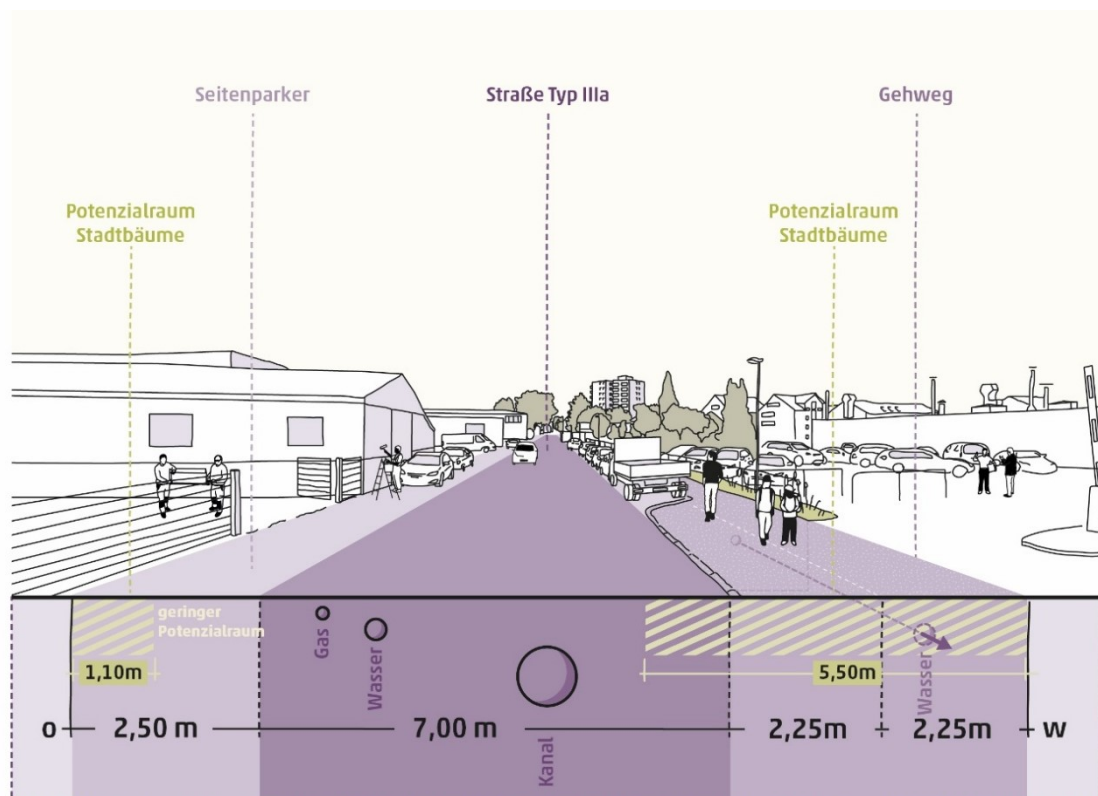 Seitenparker
Straße Typ IIIa
Gehweg
Potenzialraum
Stadtbäume
Potenzialraum
Stadtbäume
geringer
Potenzialraum
Gas
Wasser
Kanal
Wasser
1,10m
5,50m
O
2,50 m
7,00 m
2,25m
2,25m
W